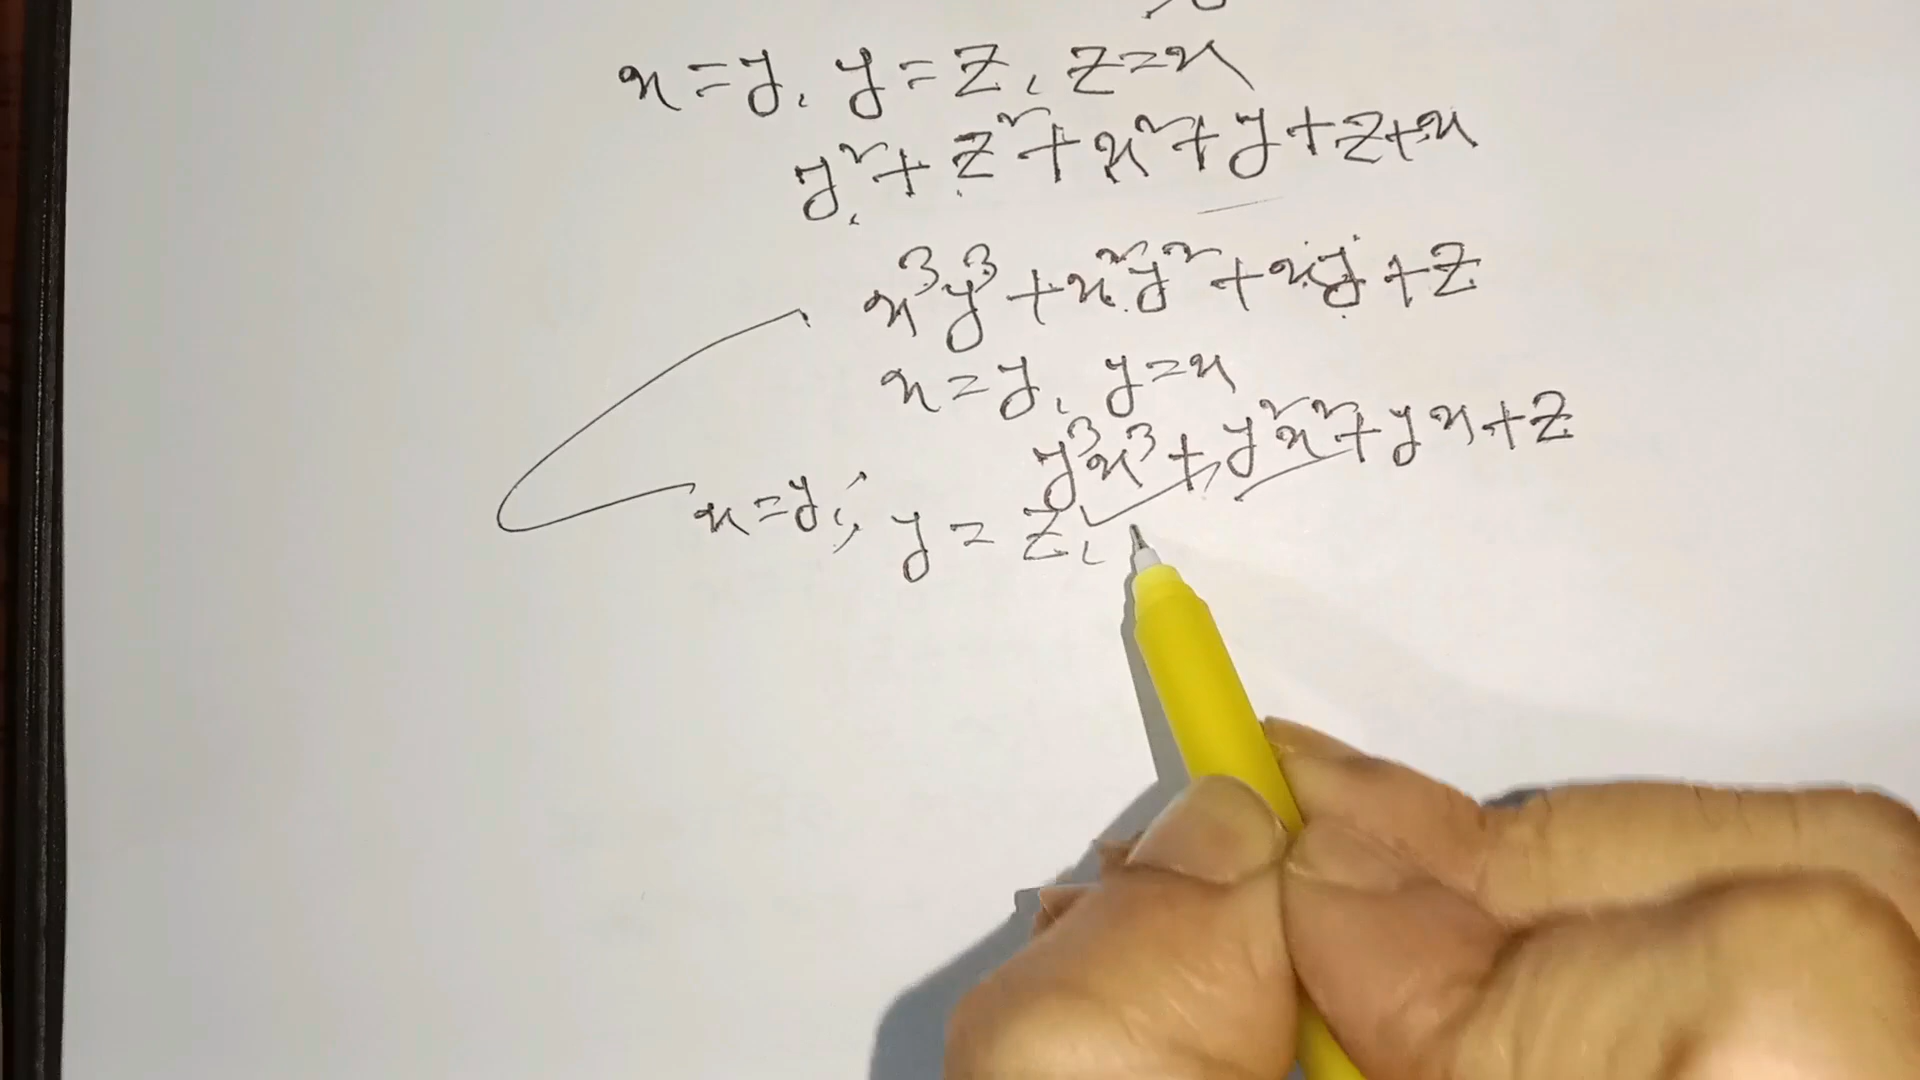 x = y, y = z, z = x
y² + z² + x² + y + z + x
x³y³ + x²y² + xy + z
x = y, y = x
y³x³ + y²x² + yx + z
x = y; y = z,